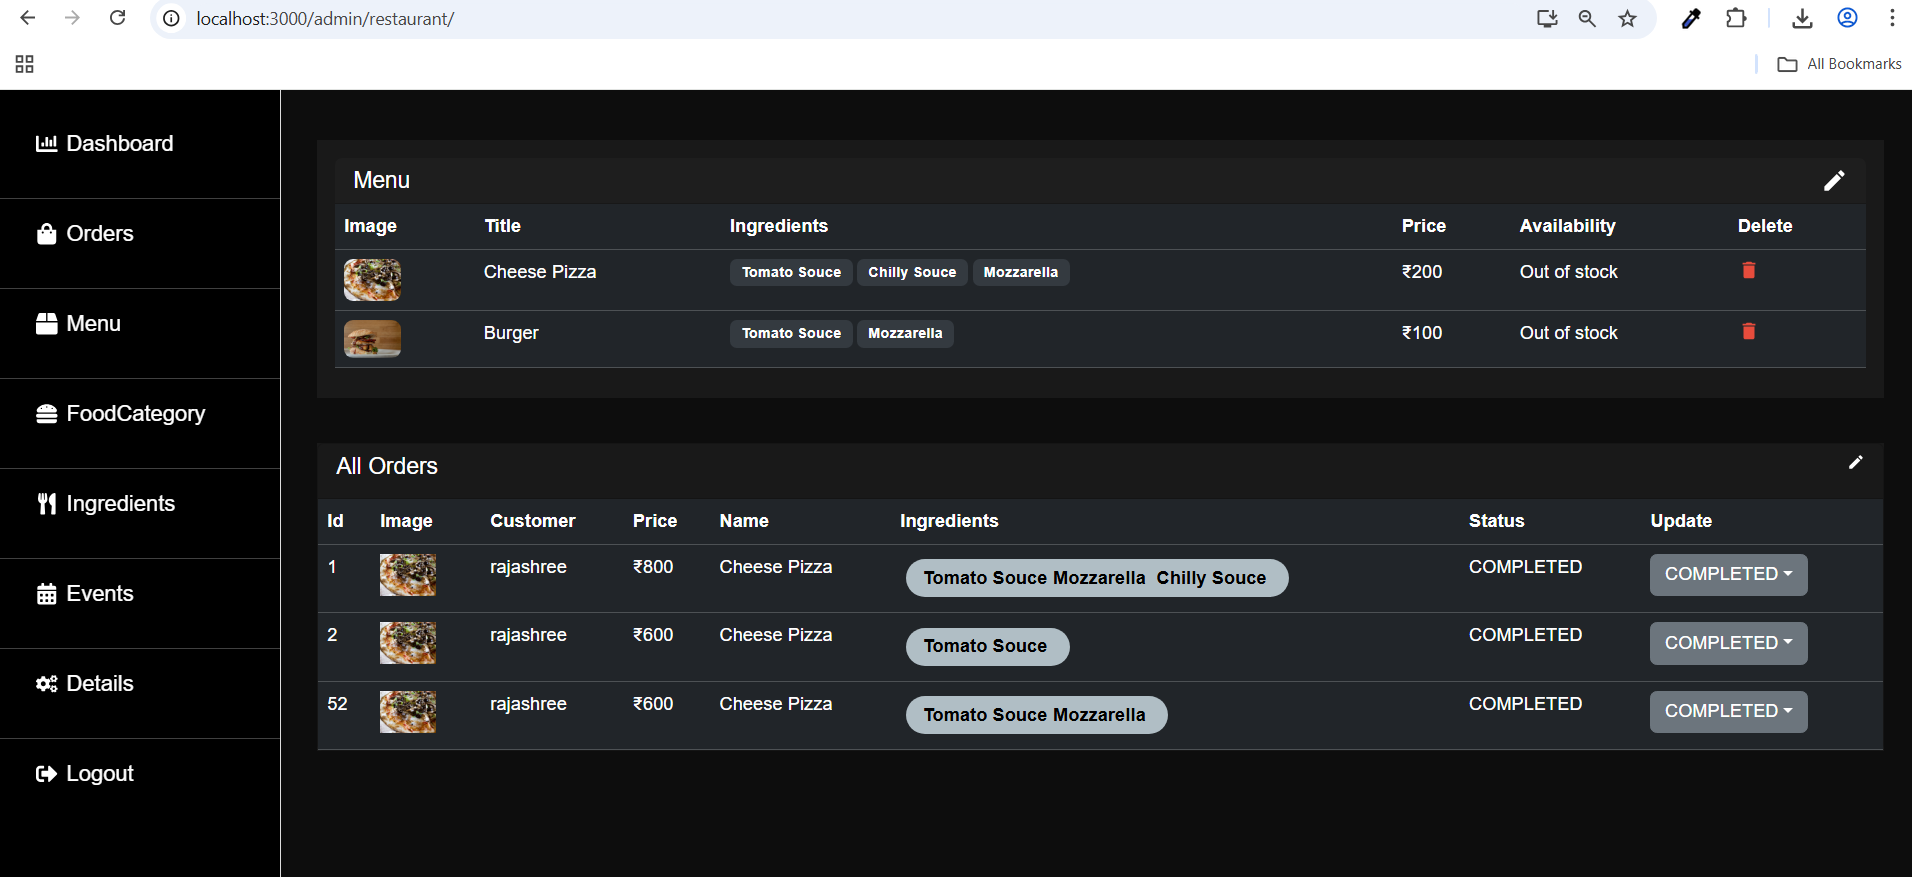 localhost:3000/admin/restaurant/
All Bookmarks
Dashboard
Orders
Menu
FoodCategory
Ingredients
Events
Details
Logout
Menu
Image Title Ingredients Price Availability Delete
Cheese Pizza Tomato Souce Chilly Souce Mozzarella ₹200 Out of stock
Burger Tomato Souce Mozzarella ₹100 Out of stock
All Orders
Id Image Customer Price Name Ingredients Status Update
1 rajashree ₹800 Cheese Pizza Tomato Souce Mozzarella Chilly Souce COMPLETED COMPLETED
2 rajashree ₹600 Cheese Pizza Tomato Souce COMPLETED COMPLETED
52 rajashree ₹600 Cheese Pizza Tomato Souce Mozzarella COMPLETED COMPLETED